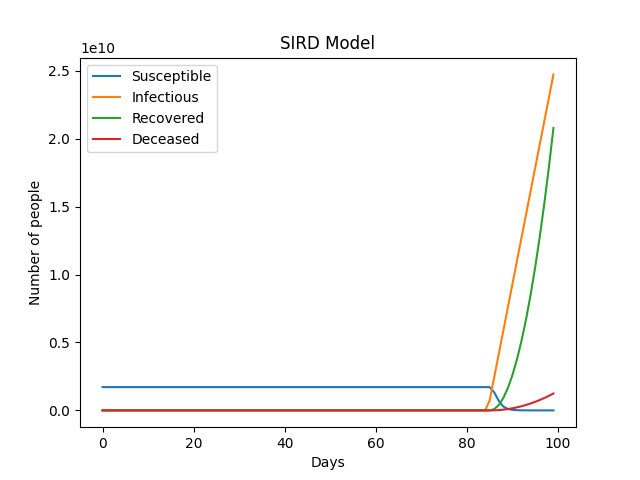 SIRD Model
1e10
Susceptible
Infectious
Recovered
Deceased
2.5
2.0
1.5
1.0
0.5
0.0
Number of people
0 20 40 60 80 100
Days